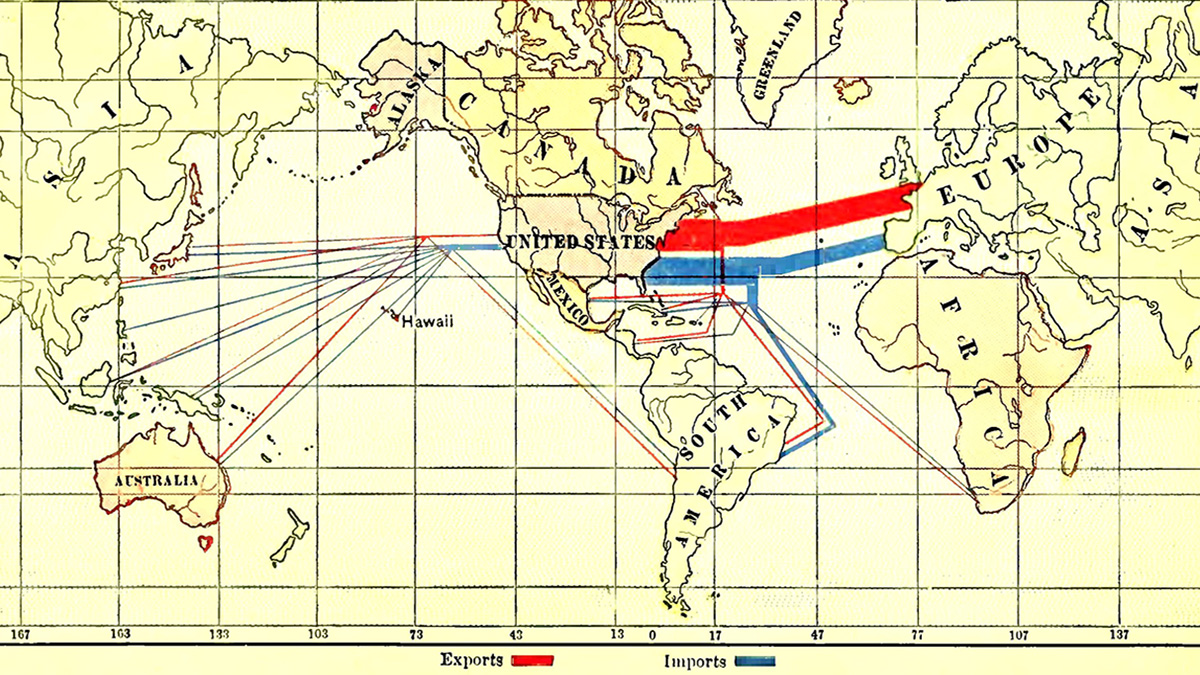 GREENLAND
ASIA
ALASKA
CANADA
EUROPE
ASIA
UNITED STATES
MEXICO
Hawaii
AFRICA
SOUTH
AMERICA
AUSTRALIA
167 163 133 103 73 43 13 0 17 47 77 107 137
Exports Imports